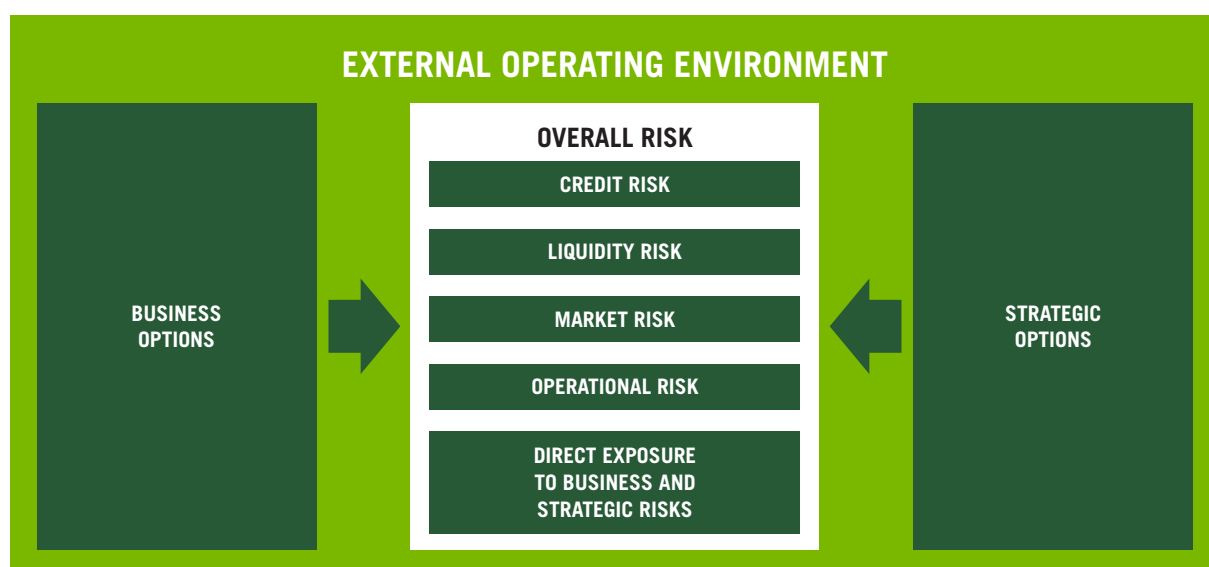 EXTERNAL OPERATING ENVIRONMENT
BUSINESS
OPTIONS
OVERALL RISK
CREDIT RISK
LIQUIDITY RISK
MARKET RISK
OPERATIONAL RISK
DIRECT EXPOSURE
TO BUSINESS AND
STRATEGIC RISKS
STRATEGIC
OPTIONS